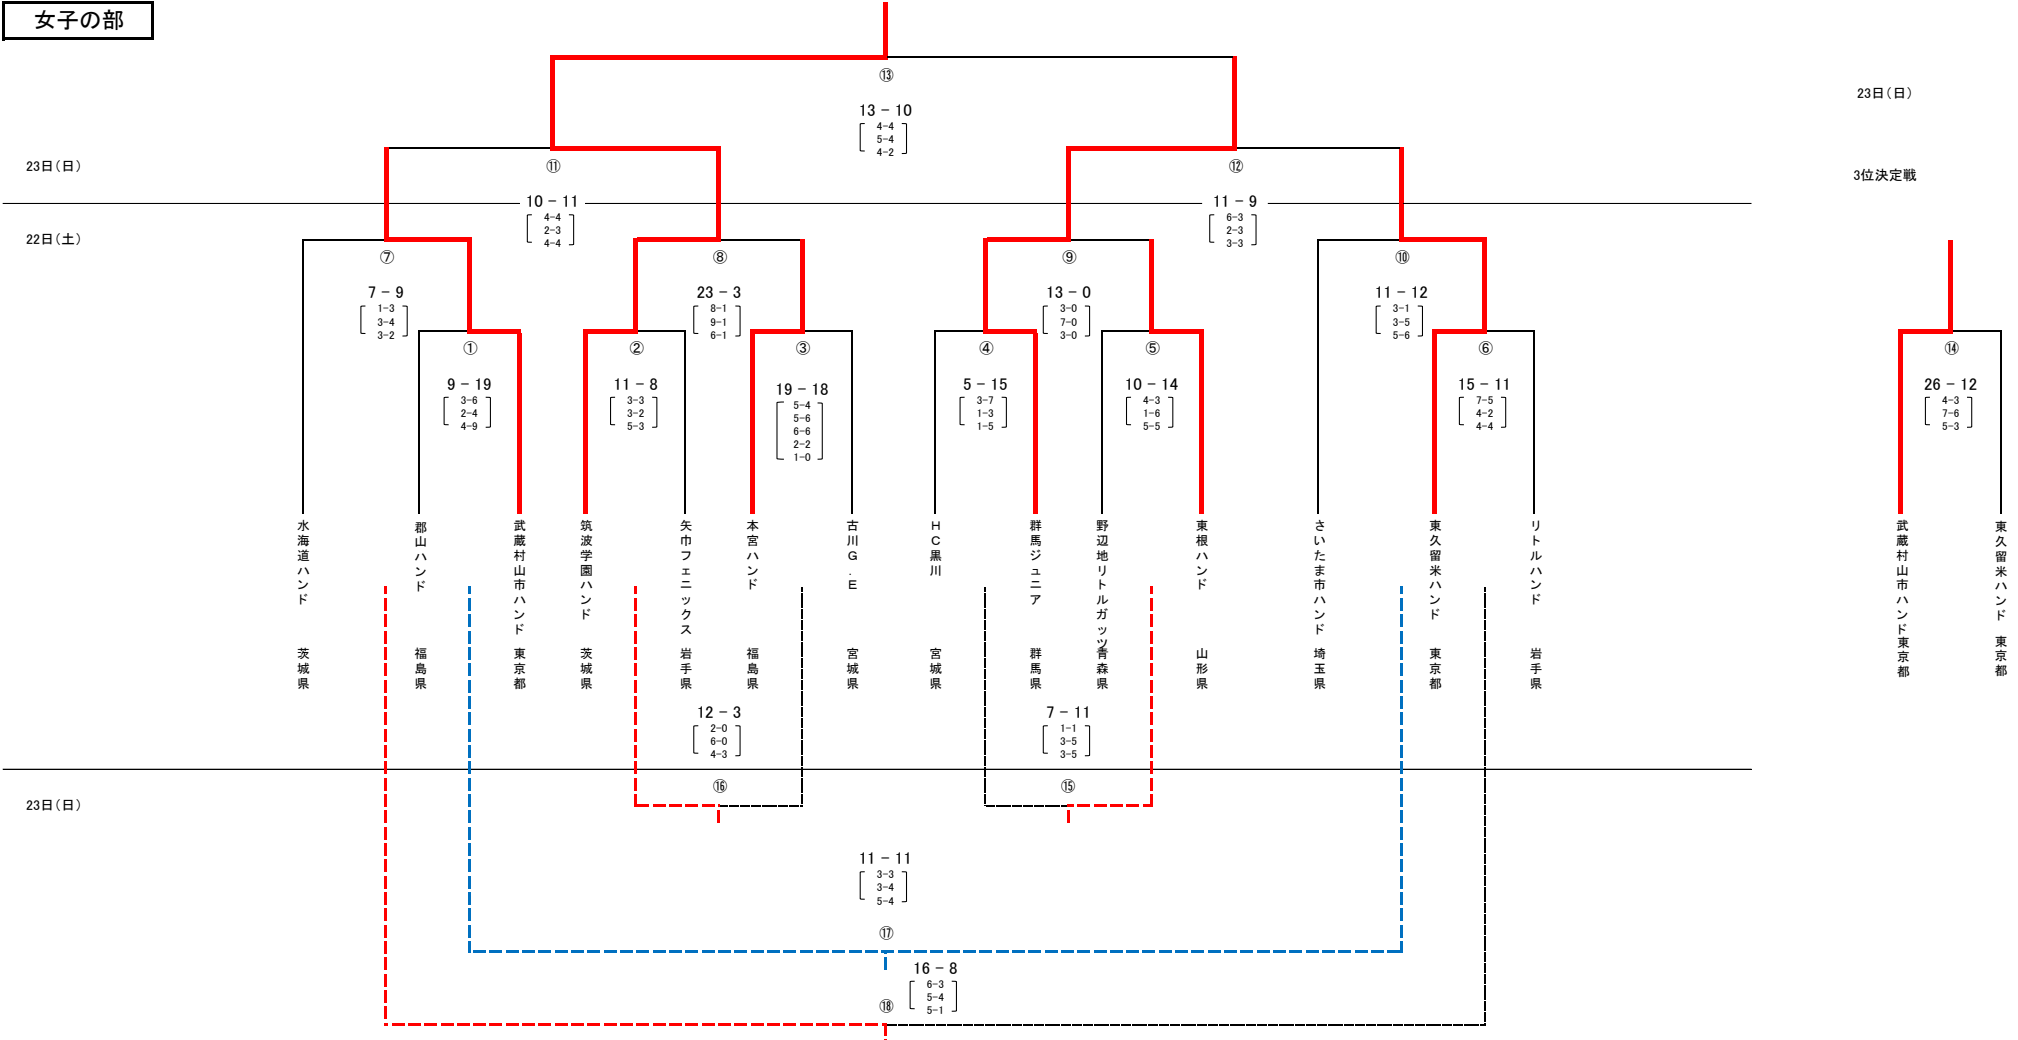 女子の部
⑬
13 − 10
4-4
5-4
4-2
23日(日)
23日(日)
⑪
⑫
3位決定戦
10 − 11
4-4
2-3
4-4
11 − 9
6-3
2-3
3-3
22日(土)
⑦
7 − 9
1-3
3-4
3-2
⑧
23 − 3
8-1
9-1
6-1
⑨
13 − 0
3-0
7-0
3-0
⑩
11 − 12
3-1
3-5
5-6
①
9 − 19
3-6
2-4
4-9
②
11 − 8
3-3
3-2
5-3
③
19 − 18
5-4
5-6
6-6
2-2
1-0
④
5 − 15
3-7
1-3
1-5
⑤
10 − 14
4-3
1-6
5-5
⑥
15 − 11
7-5
4-2
4-4
⑭
26 − 12
4-3
7-6
5-3
水海道ハンド 茨城県
郡山ハンド 福島県
武蔵村山市ハンド 東京都
筑波学園ハンド 茨城県
矢巾フェニックス 岩手県
本宮ハンド 福島県
古川G.E 宮城県
HC黒川 宮城県
群馬ジュニア 群馬県
野辺地リトルガッツ 青森県
東根ハンド 山形県
さいたま市ハンド 埼玉県
東久留米ハンド 東京都
リトルハンド 岩手県
武蔵村山市ハンド 東京都
東久留米ハンド 東京都
12 − 3
2-0
6-0
4-3
⑯
7 − 11
1-1
3-5
3-5
⑮
23日(日)
11 − 11
3-3
3-4
5-4
⑰
16 − 8
6-3
5-4
5-1
⑱